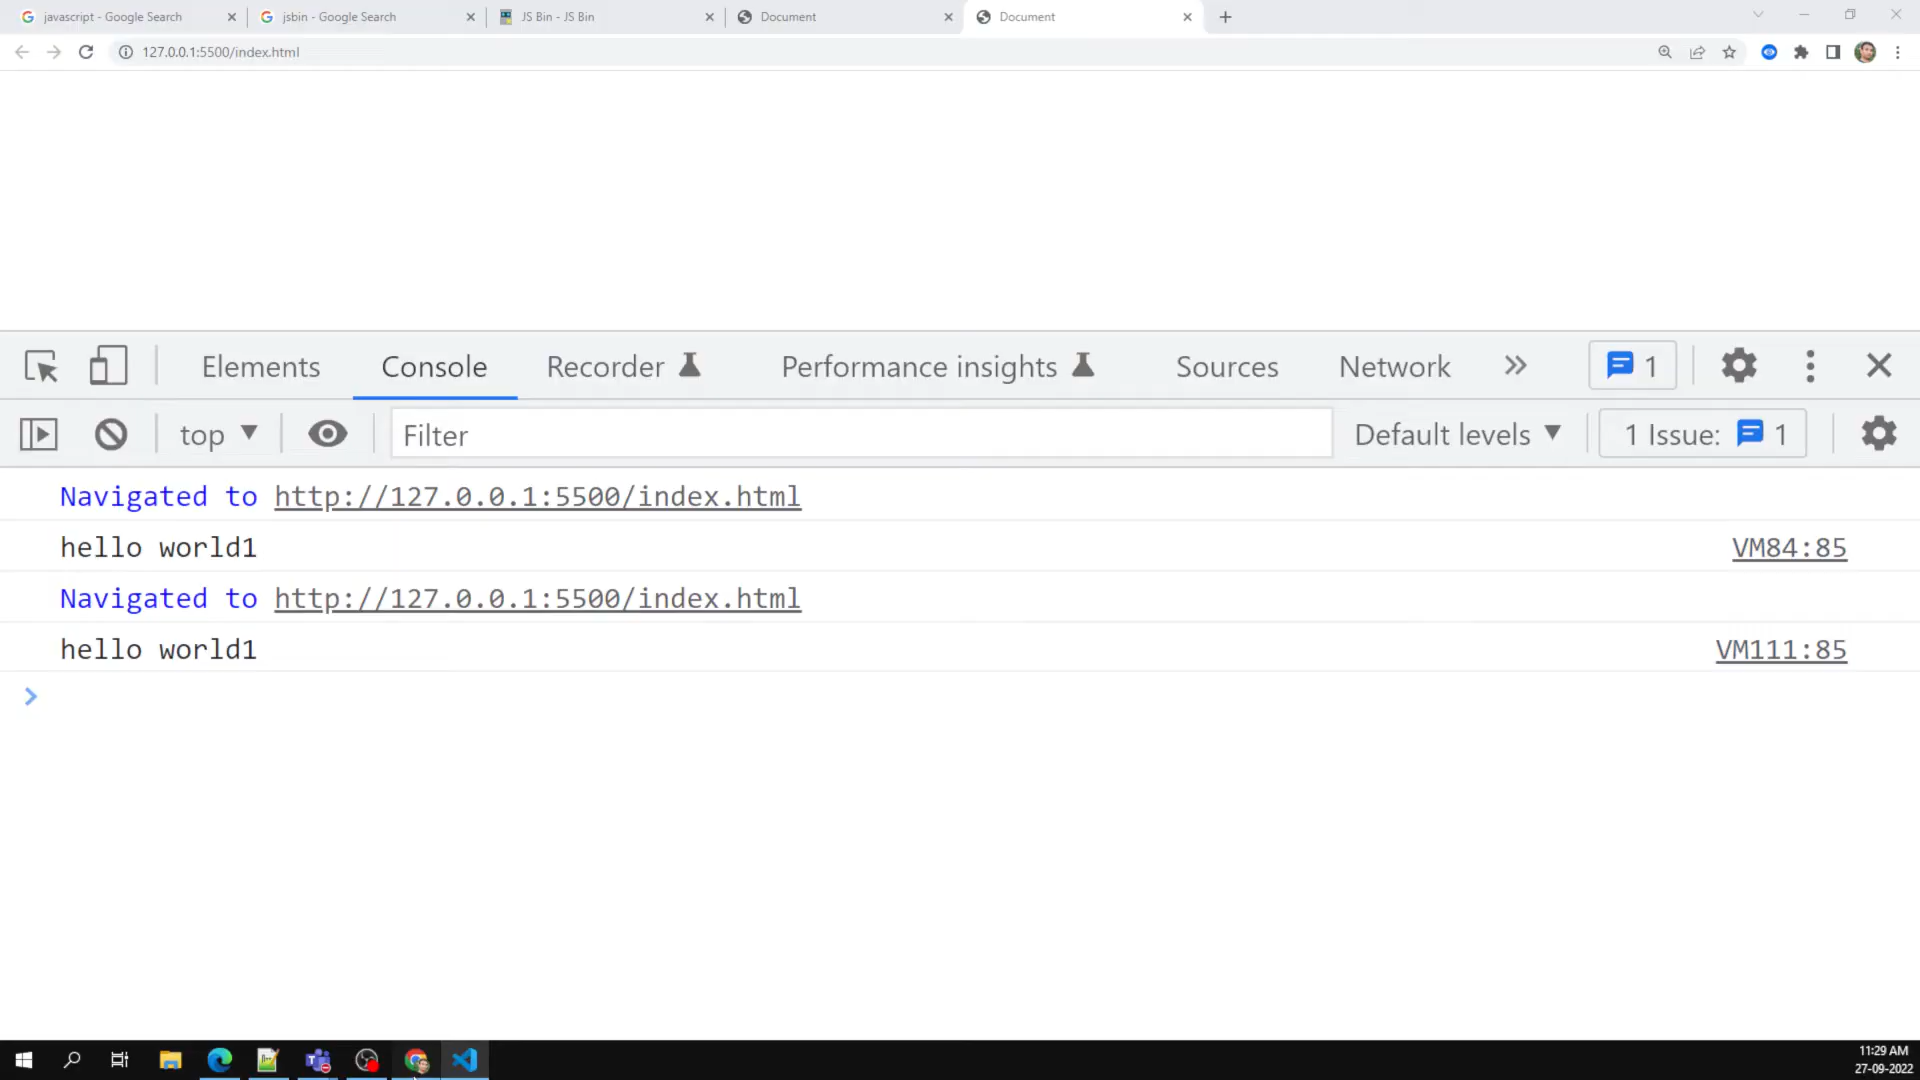 javascript - Google Search
jsbin - Google Search
JS Bin - JS Bin
Document
Document
127.0.0.1:5500/index.html
Elements Console Recorder Performance insights Sources Network » 1
top Filter Default levels 1 Issue: 1
Navigated to http://127.0.0.1:5500/index.html
hello world1 VM84:85
Navigated to http://127.0.0.1:5500/index.html
hello world1 VM111:85
11:29 AM
27-09-2022